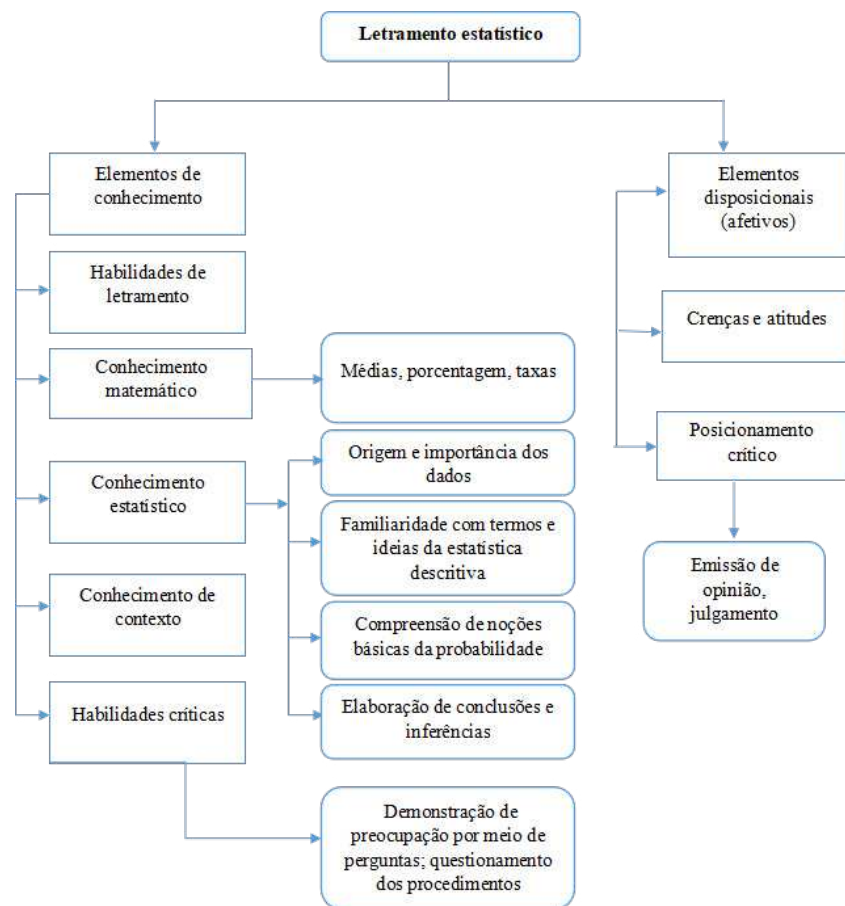 Letramento estatístico
Elementos de
conhecimento
Elementos
disposicionais
(afetivos)
Habilidades de
letramento
Crenças e atitudes
Conhecimento
matemático
Médias, porcentagem, taxas
Posicionamento
crítico
Origem e importância dos
dados
Conhecimento
estatístico
Familiaridade com termos e
ideias da estatística
descritiva
Emissão de
opinião,
julgamento
Conhecimento de
contexto
Compreensão de noções
básicas da probabilidade
Habilidades críticas
Elaboração de conclusões e
inferências
Demonstração de
preocupação por meio de
perguntas; questionamento
dos procedimentos